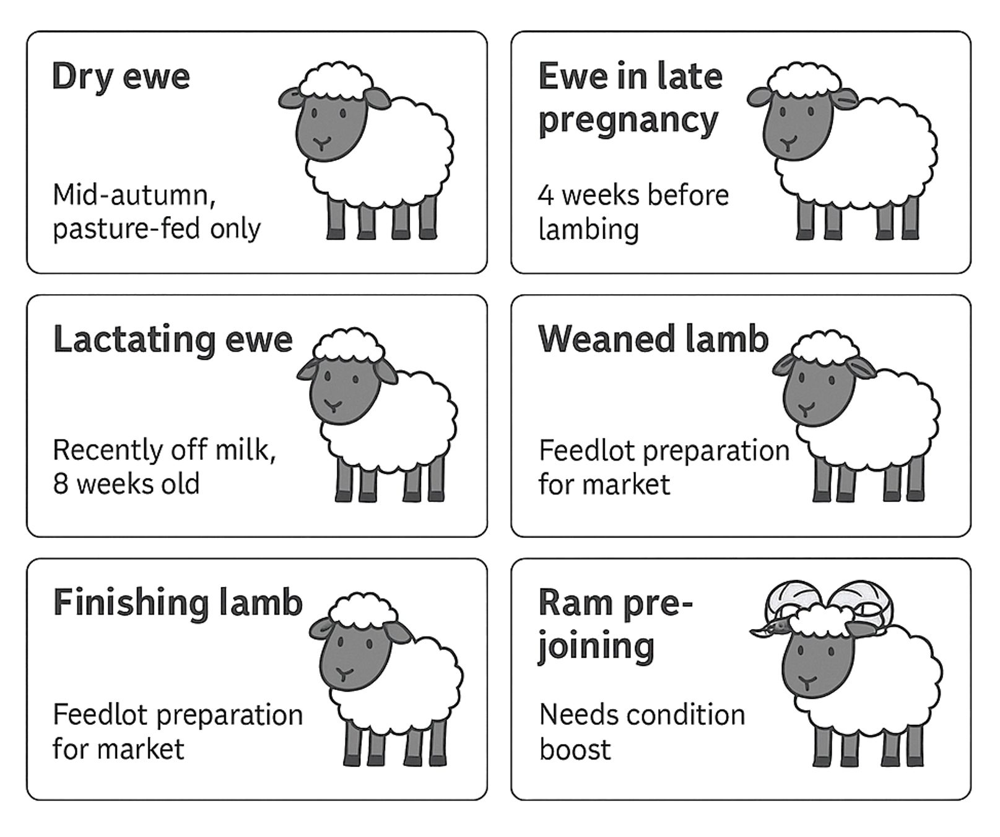 Dry ewe
Mid-autumn,
pasture-fed only
Ewe in late
pregnancy
4 weeks before
lambing
Lactating ewe
Recently off milk,
8 weeks old
Weaned lamb
Feedlot preparation
for market
Finishing lamb
Feedlot preparation
for market
Ram pre-
joining
Needs condition
boost